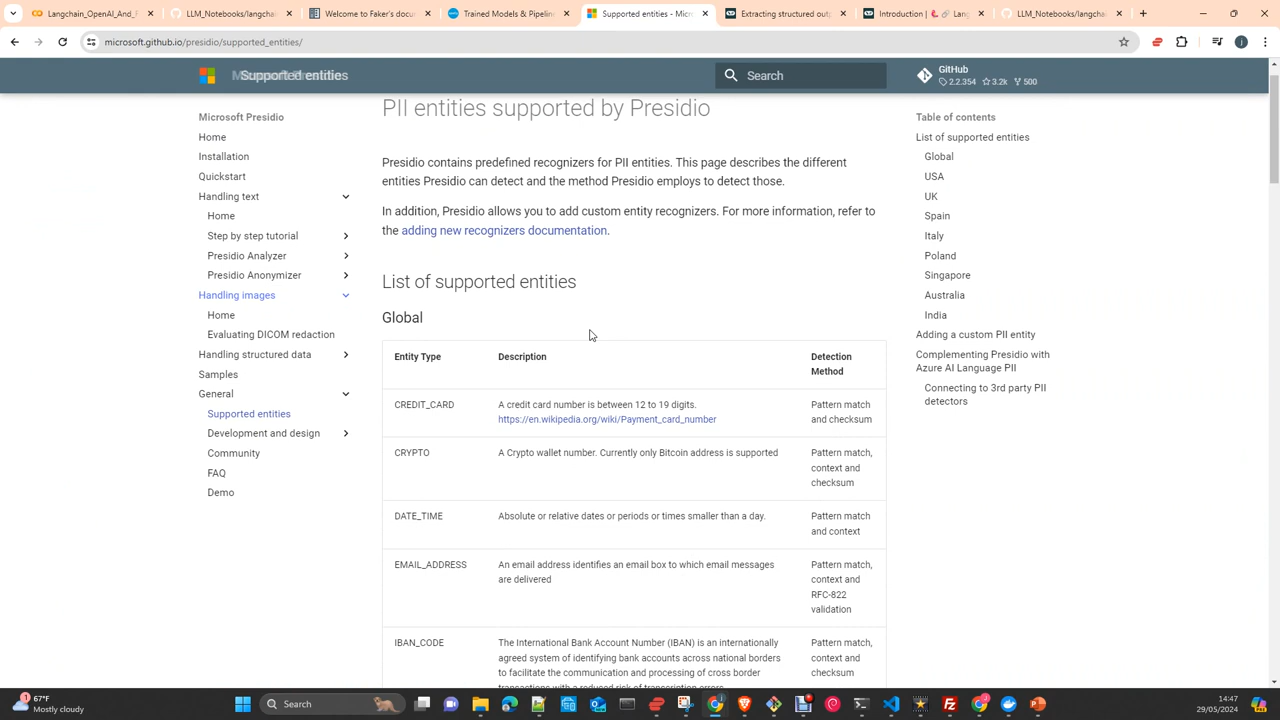 Langchain_OpenAI_And_F
LLM_Notebooks/langchai
Welcome to Faker's docu
Trained Models & Pipelin
Supported entities - Micro
Extracting structured outp
Introduction | 🦜🔗 Lang
LLM_Notebooks/langchai
microsoft.github.io/presidio/supported_entities/
Supported entities
Search
GitHub
2.2.354 3.2k 500
Microsoft Presidio
Home
Installation
Quickstart
Handling text
Home
Step by step tutorial
Presidio Analyzer
Presidio Anonymizer
Handling images
Home
Evaluating DICOM redaction
Handling structured data
Samples
General
Supported entities
Development and design
Community
FAQ
Demo
PII entities supported by Presidio
Presidio contains predefined recognizers for PII entities. This page describes the different
entities Presidio can detect and the method Presidio employs to detect those.
In addition, Presidio allows you to add custom entity recognizers. For more information, refer to
the adding new recognizers documentation.
List of supported entities
Global
Entity Type Description Detection
Method
CREDIT_CARD A credit card number is between 12 to 19 digits. Pattern match
https://en.wikipedia.org/wiki/Payment_card_number and checksum
CRYPTO A Crypto wallet number. Currently only Bitcoin address is supported Pattern match,
context and
checksum
DATE_TIME Absolute or relative dates or periods or times smaller than a day. Pattern match
and context
EMAIL_ADDRESS An email address identifies an email box to which email messages Pattern match,
are delivered context and
RFC-822
validation
IBAN_CODE The International Bank Account Number (IBAN) is an internationally Pattern match,
agreed system of identifying bank accounts across national borders context and
to facilitate the communication and processing of cross border checksum
transactions with a reduced risk of transcription errors.
Table of contents
List of supported entities
Global
USA
UK
Spain
Italy
Poland
Singapore
Australia
India
Adding a custom PII entity
Complementing Presidio with
Azure AI Language PII
Connecting to 3rd party PII
detectors
1
67°F
Mostly cloudy
Search
14:47
29/05/2024